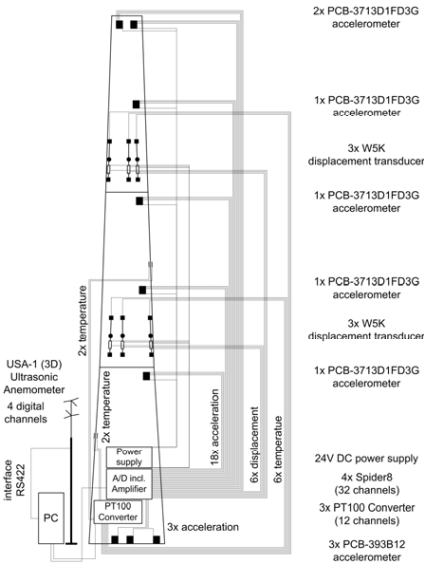 2x PCB-3713D1FD3G
accelerometer
1x PCB-3713D1FD3G
accelerometer
3x W5K
displacement transducer
1x PCB-3713D1FD3G
accelerometer
1x PCB-3713D1FD3G
accelerometer
3x W5K
displacement transducer
1x PCB-3713D1FD3G
accelerometer
2x temperature
2x temperature
18x acceleration
6x displacement
6x temperatue
USA-1 (3D)
Ultrasonic
Anemometer
4 digital
channels
interface
RS422
PC
Power
supply
A/D incl.
Amplifier
PT100
Converter
3x acceleration
24V DC power supply
4x Spider8
(32 channels)
3x PT100 Converter
(12 channels)
3x PCB-393B12
accelerometer